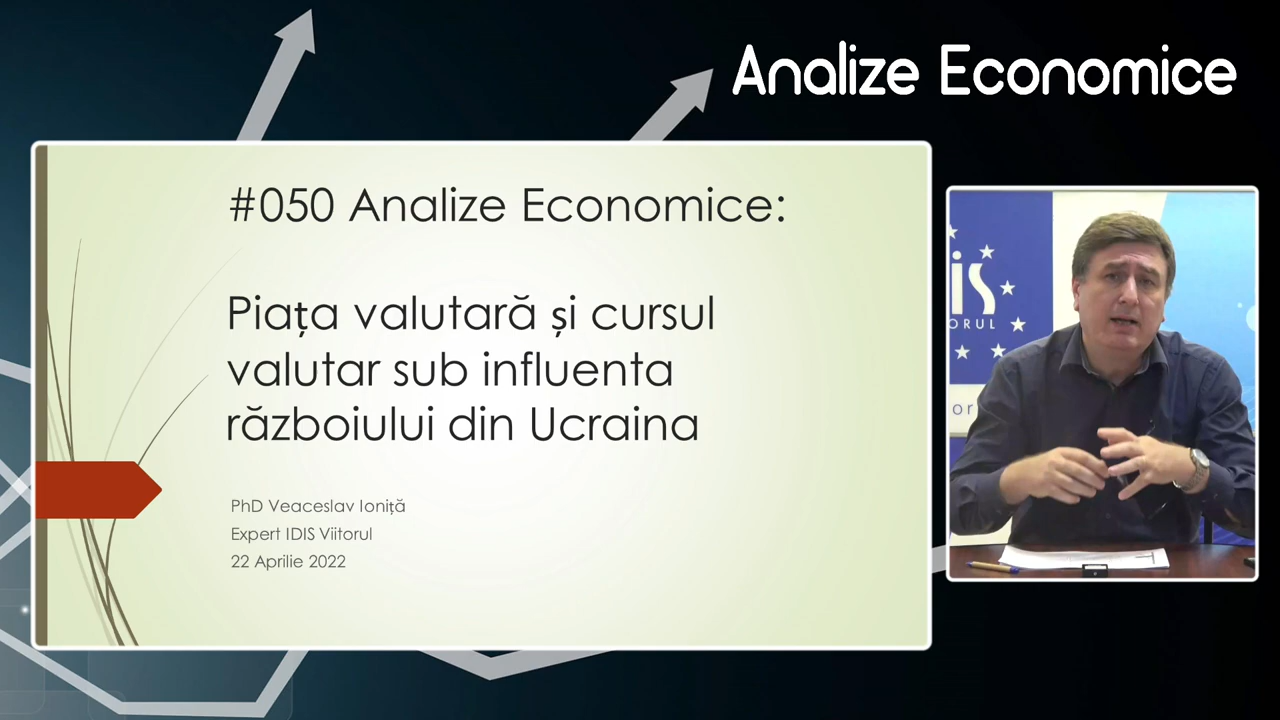 Analize Economice
#050 Analize Economice:
Piața valutară și cursul
valutar sub influenta
războiului din Ucraina
PhD Veaceslav Ioniță
Expert IDIS Viitorul
22 Aprilie 2022